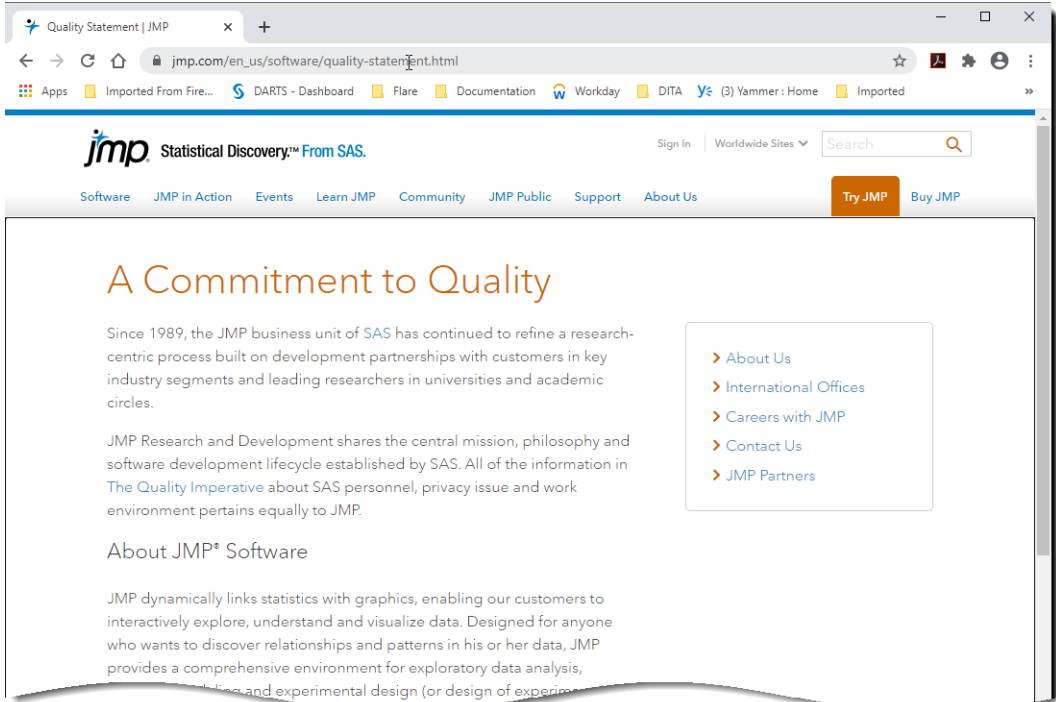 Quality Statement | JMP
jmp.com/en_us/software/quality-statement.html
Apps Imported From Fire... DARTS - Dashboard Flare Documentation Workday DITA (3) Yammer : Home Imported »
jmp. Statistical Discovery.™ From SAS.
Sign In Worldwide Sites Search
Software JMP in Action Events Learn JMP Community JMP Public Support About Us Try JMP Buy JMP
A Commitment to Quality
Since 1989, the JMP business unit of SAS has continued to refine a research-
centric process built on development partnerships with customers in key
industry segments and leading researchers in universities and academic
circles.
JMP Research and Development shares the central mission, philosophy and
software development lifecycle established by SAS. All of the information in
The Quality Imperative about SAS personnel, privacy issue and work
environment pertains equally to JMP.
About JMP® Software
JMP dynamically links statistics with graphics, enabling our customers to
interactively explore, understand and visualize data. Designed for anyone
who wants to discover relationships and patterns in his or her data, JMP
provides a comprehensive environment for exploratory data analysis,
and experimental design (or design of
About Us
International Offices
Careers with JMP
Contact Us
JMP Partners